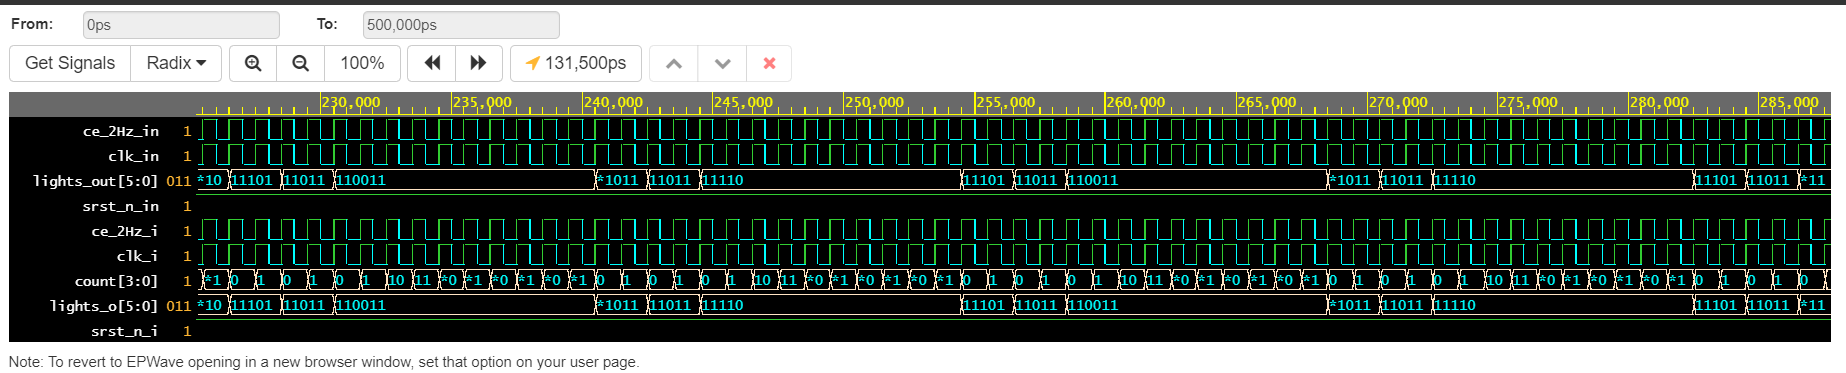 From: 0ps To: 500,000ps
Get Signals Radix 100% 131,500ps
230,000 235,000 240,000 245,000 250,000 255,000 260,000 265,000 270,000 275,000 280,000 285,000
ce_2Hz_in 1
clk_in 1
lights_out[5:0] 011 *10 11101 11011 110011 *1011 11011 11110 11101 11011 110011 *1011 11011 11110 11101 11011 *11
srst_n_in 1
ce_2Hz_i 1
clk_i 1
count[3:0] 1 *1 0 1 0 1 0 1 10 11 *0 *1 *0 *1 *0 *1 0 1 0 1 0 1 10 11 *0 *1 *0 *1 *0 *1 0 1 0 1 0 1 10 11 *0 *1 *0 *1 *0 *1 0 1 0 1 0 1 10 11 *0 *1 *0 *1 *0 *1 0 1 0 1 0
lights_o[5:0] 011 *10 11101 11011 110011 *1011 11011 11110 11101 11011 110011 *1011 11011 11110 11101 11011 *11
srst_n_i 1
Note: To revert to EPWave opening in a new browser window, set that option on your user page.